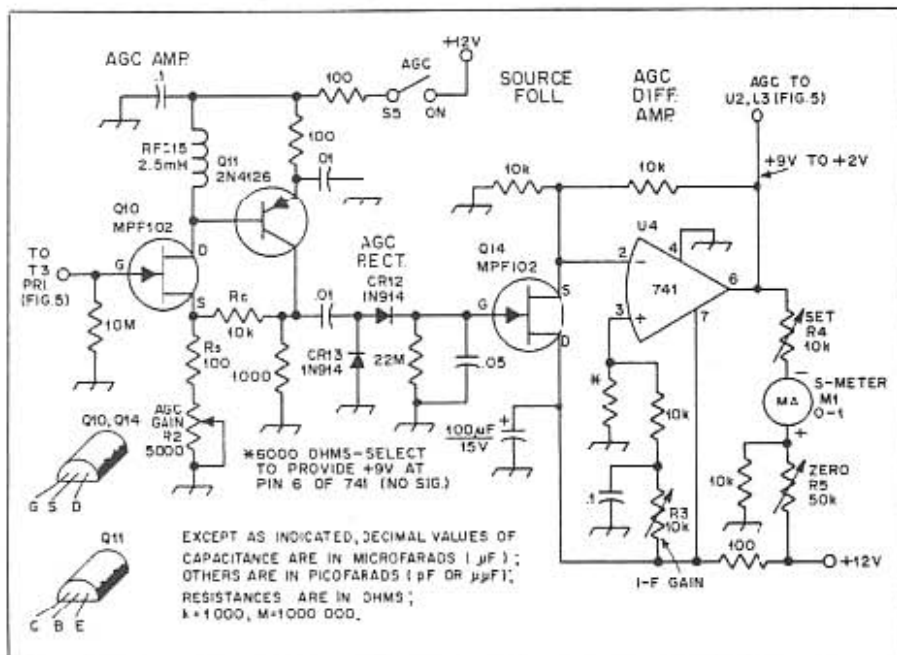 AGC AMP.
.1
100
AGC
+12V
S5
ON
SOURCE
FOLL
AGC
DIFF.
AMP.
AGC TO
U2, L3 (FIG.5)
+9V TO +2V
RFC15
2.5mH
Q11
2N4126
100
.01
10k
10k
Q10
MPF102
D
G
S
TO
T3
PRI.
(FIG.5)
10M
AGC
RECT.
CR12
1N914
.01
CR13
1N914
22M
.05
Q14
MPF102
G
S
D
U4
741
2
3
4
6
7
−
+
SET
R4
10k
−
S-METER
M1
0-1
MA
+
10k
ZERO
R5
50k
10k
10k
.1
R3
10k
I-F GAIN
100
+12V
*
+
100µF
15V
10k
Rs
100
1000
AGC
GAIN
R2
5000
*6000 OHMS-SELECT
TO PROVIDE +9V AT
PIN 6 OF 741 (NO SIG.)
Q10, Q14
G S D
Q11
C B E
EXCEPT AS INDICATED, DECIMAL VALUES OF
CAPACITANCE ARE IN MICROFARADS ( µF ) ;
OTHERS ARE IN PICOFARADS ( pF OR µµF);
RESISTANCES ARE IN OHMS ;
k=1000, M=1000 000.